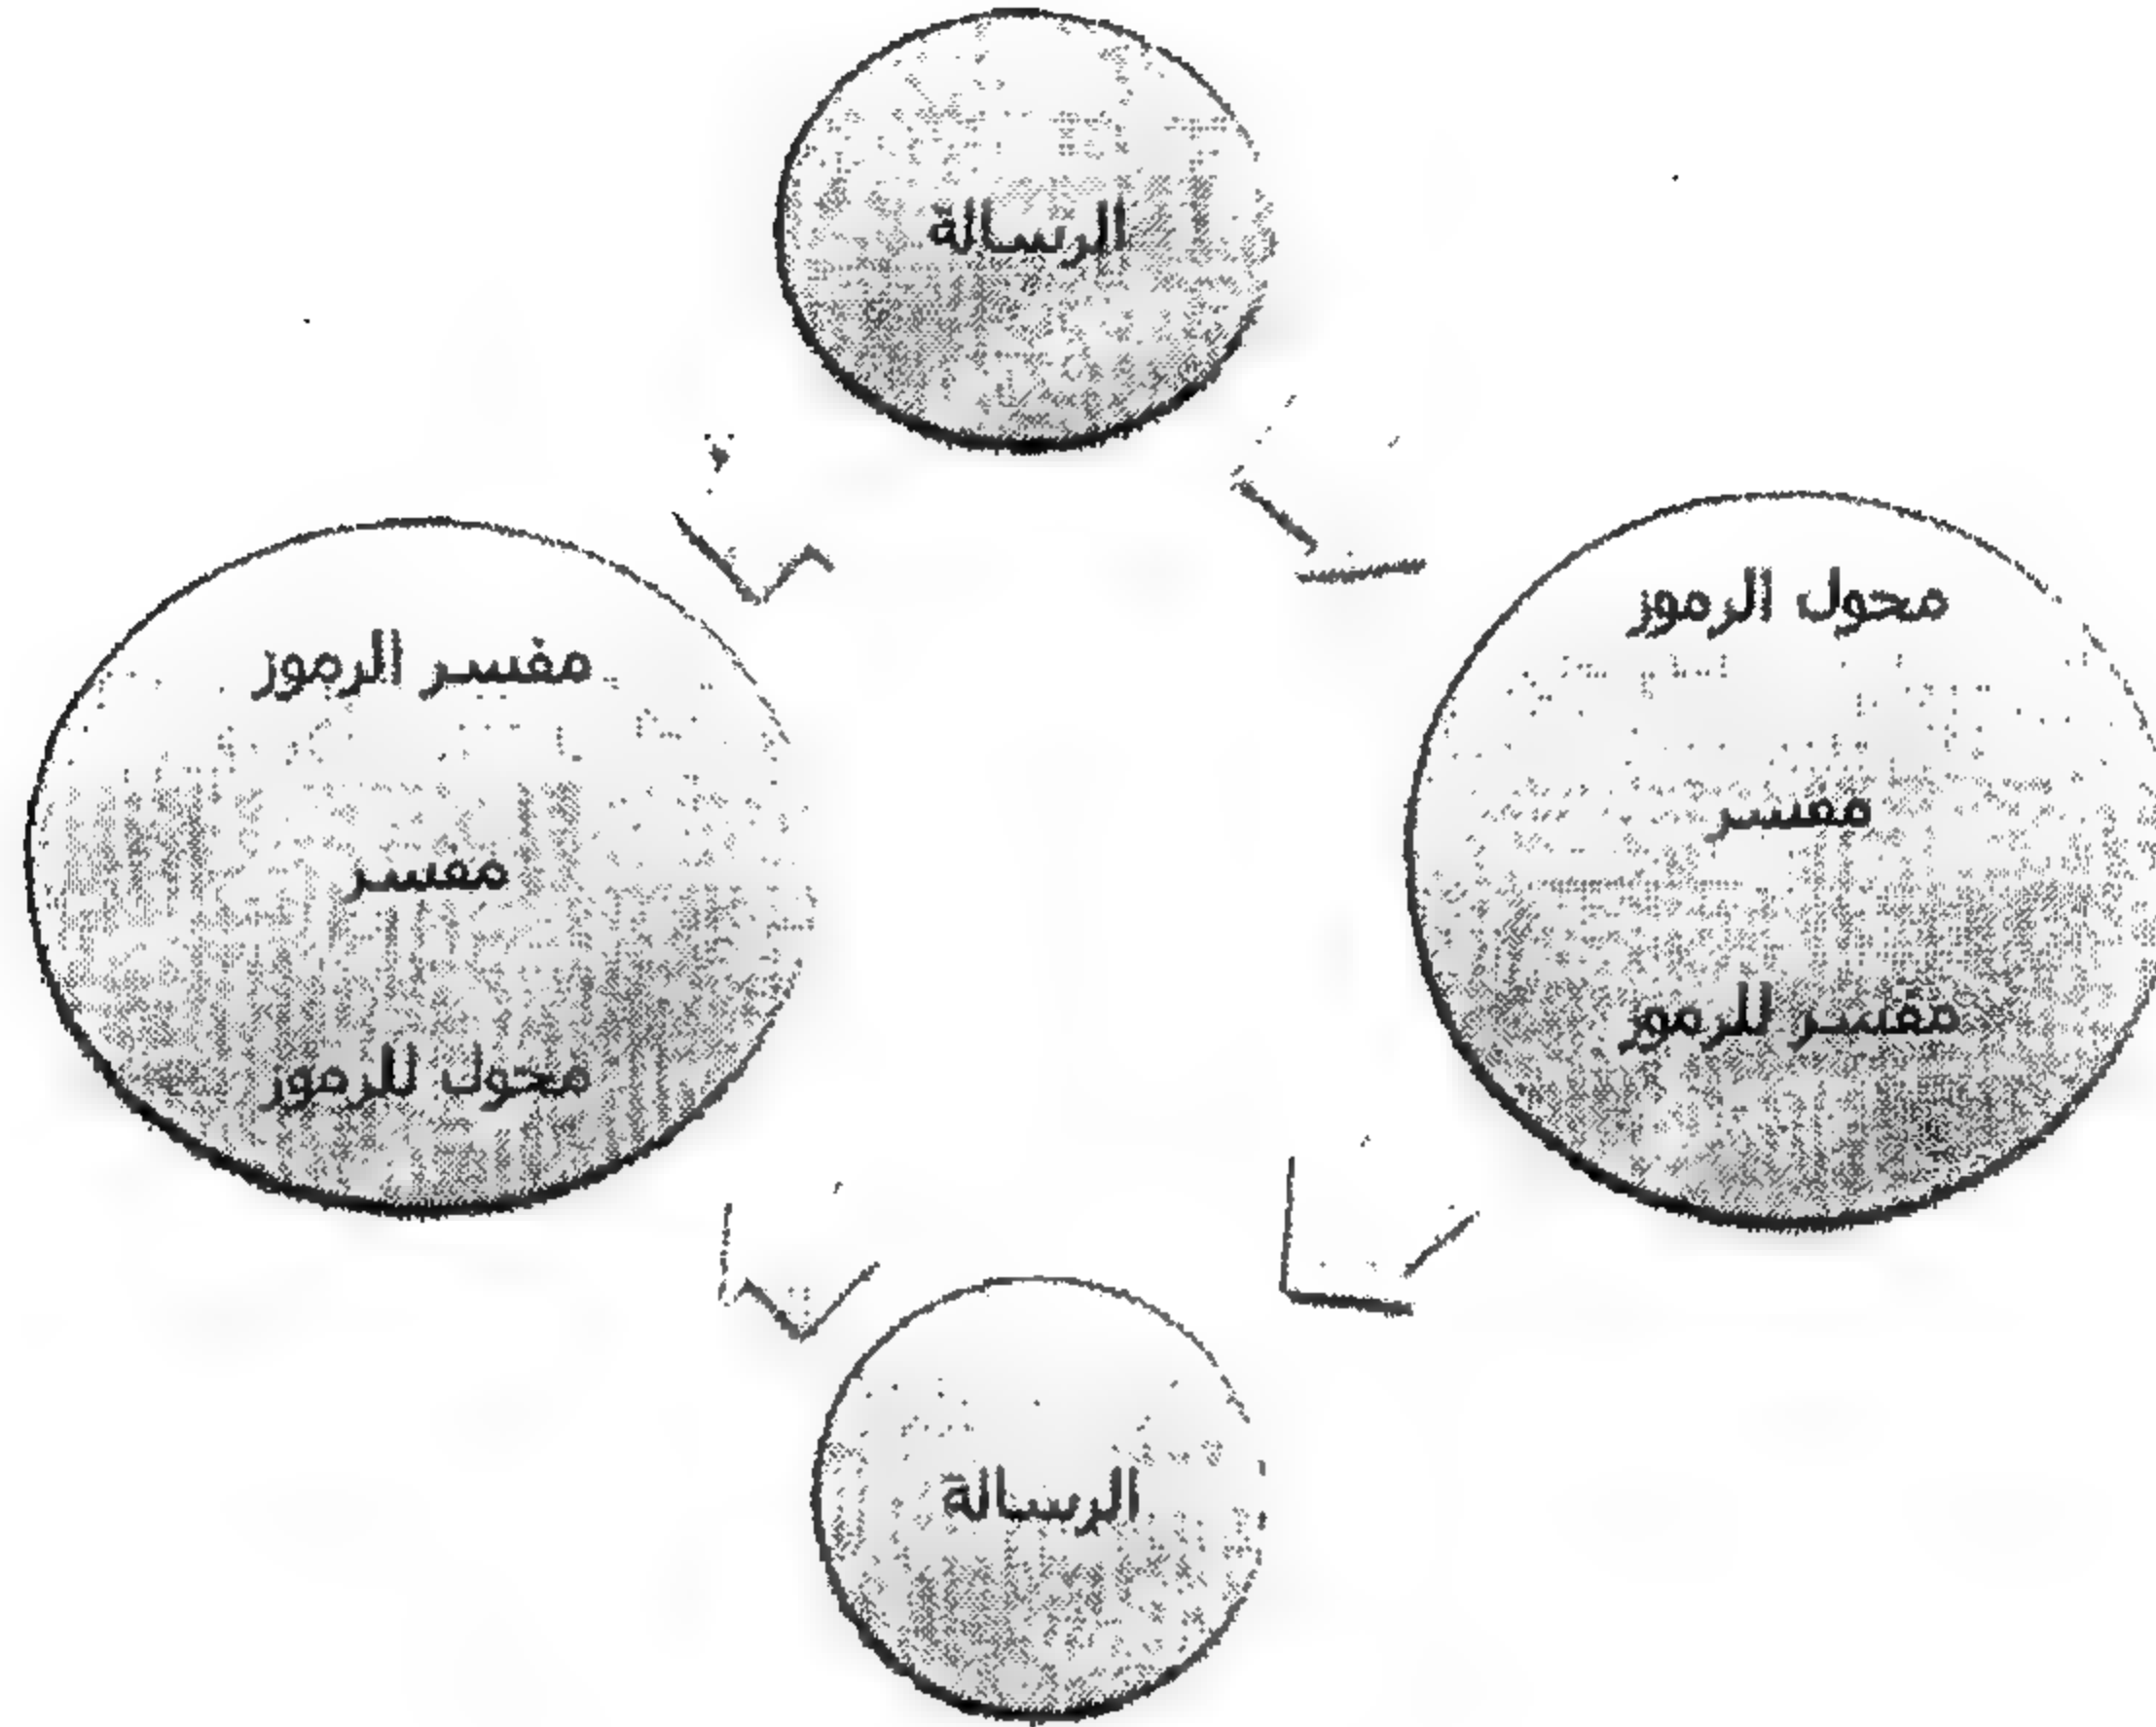 الرسالة
محول الرموز
مفسر
مفسر للرموز
مفسر الرموز
مفسر
محول للرموز
الرسالة